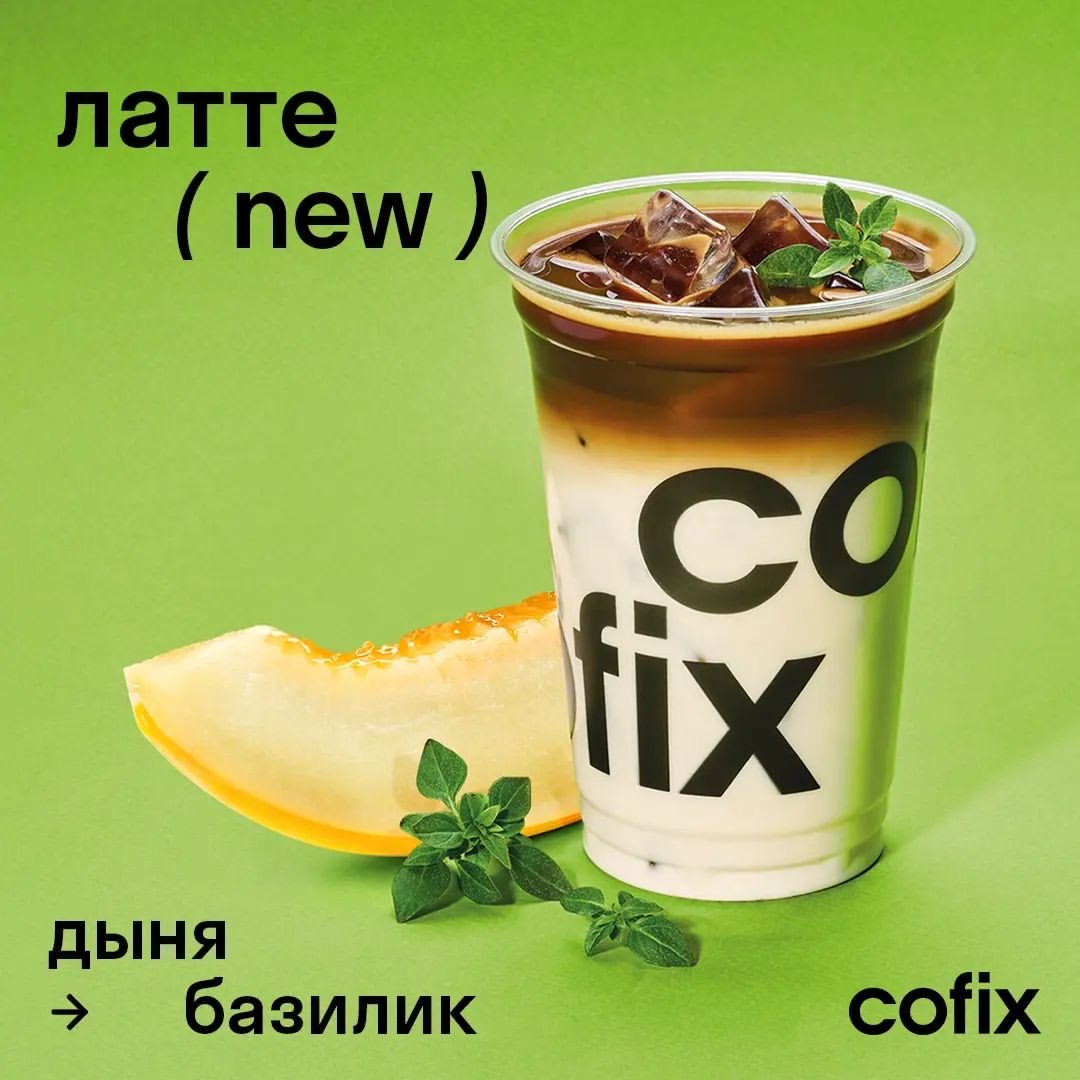 латте
( new )
co
fix
дыня
→ базилик
cofix